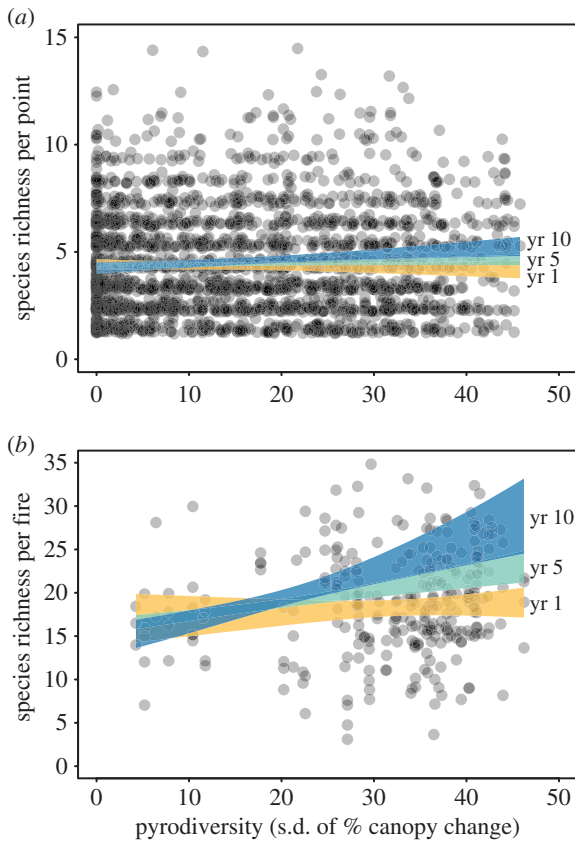 (a)
15
10
5
0
species richness per point
yr 10
yr 5
yr 1
0 10 20 30 40 50
(b)
35
30
25
20
15
10
5
0
species richness per fire
yr 10
yr 5
yr 1
0 10 20 30 40 50
pyrodiversity (s.d. of % canopy change)